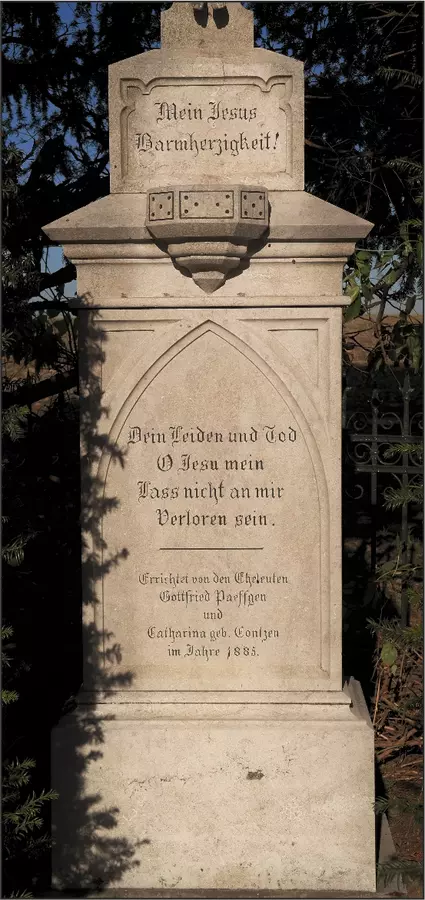 Mein Jesus
Barmherzigkeit!
Dein Leiden und Tod
O Jesu mein
Lass nicht an mir
Verloren sein.
Errichtet von den Eheleuten
Gottfried Paeffgen
und
Catharina geb. Contzen
im Jahre 1885.